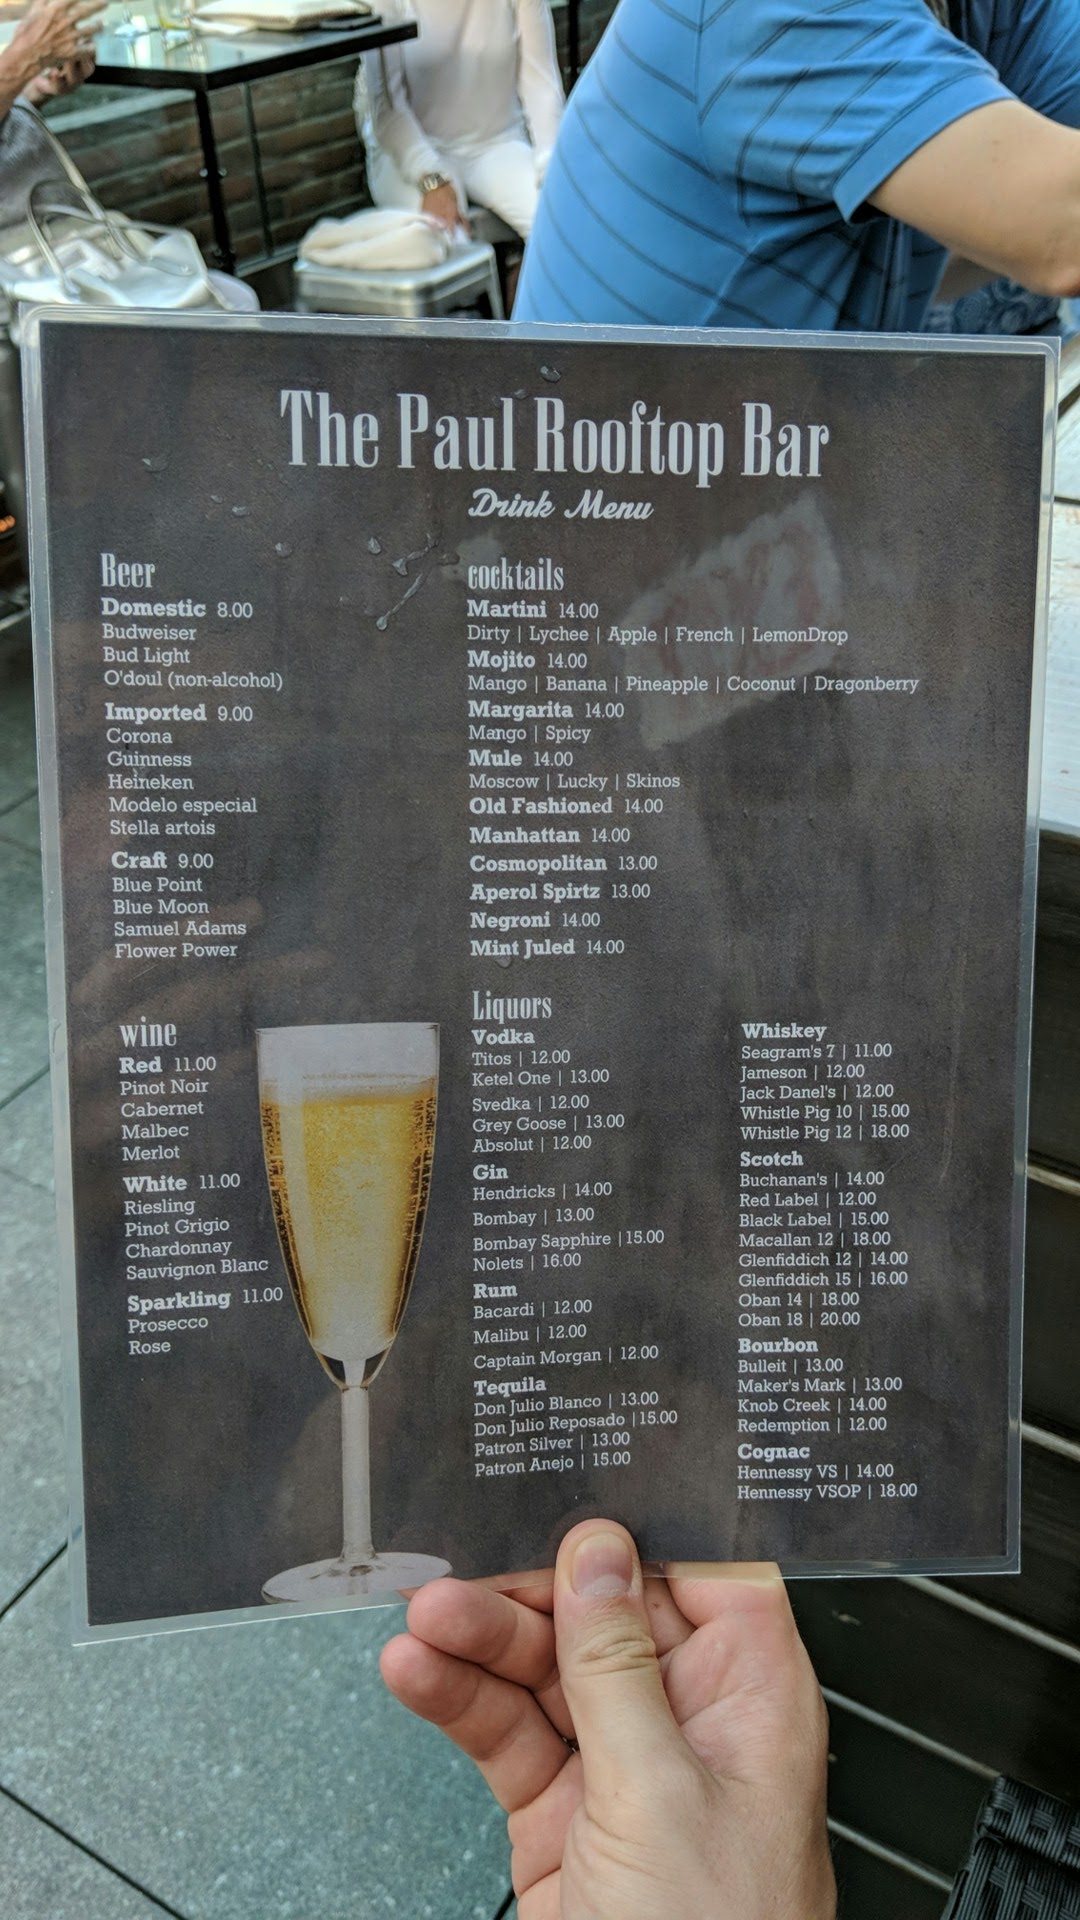 The Paul Rooftop Bar
Drink Menu
Beer
Domestic 8.00
Budweiser
Bud Light
O'doul (non-alcohol)
Imported 9.00
Corona
Guinness
Heineken
Modelo especial
Stella artois
Craft 9.00
Blue Point
Blue Moon
Samuel Adams
Flower Power
wine
Red 11.00
Pinot Noir
Cabernet
Malbec
Merlot
White 11.00
Riesling
Pinot Grigio
Chardonnay
Sauvignon Blanc
Sparkling 11.00
Prosecco
Rose
cocktails
Martini 14.00
Dirty | Lychee | Apple | French | LemonDrop
Mojito 14.00
Mango | Banana | Pineapple | Coconut | Dragonberry
Margarita 14.00
Mango | Spicy
Mule 14.00
Moscow | Lucky | Skinos
Old Fashioned 14.00
Manhattan 14.00
Cosmopolitan 13.00
Aperol Spirtz 13.00
Negroni 14.00
Mint Juled 14.00
Liquors
Vodka
Titos | 12.00
Ketel One | 13.00
Svedka | 12.00
Grey Goose | 13.00
Absolut | 12.00
Gin
Hendricks | 14.00
Bombay | 13.00
Bombay Sapphire | 15.00
Nolets | 16.00
Rum
Bacardi | 12.00
Malibu | 12.00
Captain Morgan | 12.00
Tequila
Don Julio Blanco | 13.00
Don Julio Reposado | 15.00
Patron Silver | 13.00
Patron Anejo | 15.00
Whiskey
Seagram's 7 | 11.00
Jameson | 12.00
Jack Danel's | 12.00
Whistle Pig 10 | 15.00
Whistle Pig 12 | 18.00
Scotch
Buchanan's | 14.00
Red Label | 12.00
Black Label | 15.00
Macallan 12 | 18.00
Glenfiddich 12 | 14.00
Glenfiddich 15 | 16.00
Oban 14 | 18.00
Oban 18 | 20.00
Bourbon
Bulleit | 13.00
Maker's Mark | 13.00
Knob Creek | 14.00
Redemption | 12.00
Cognac
Hennessy VS | 14.00
Hennessy VSOP | 18.00